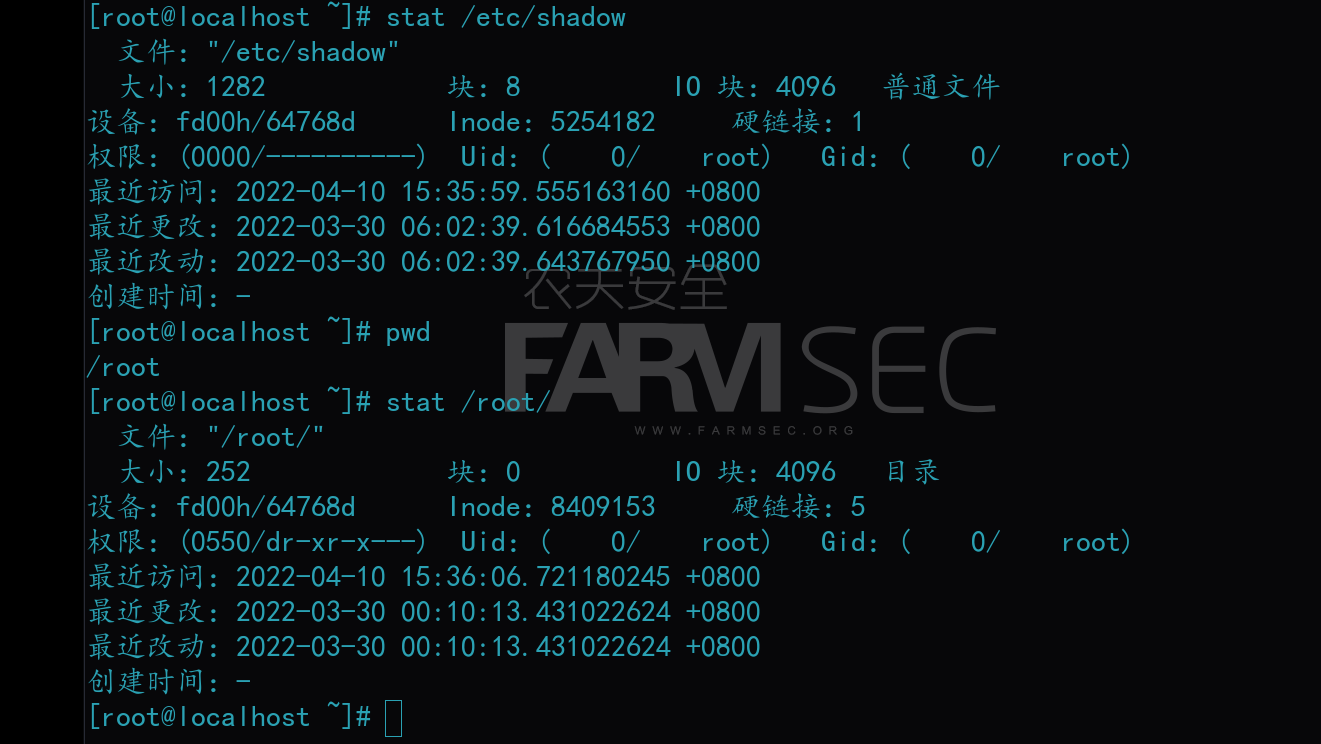 [root@localhost ~]# stat /etc/shadow
  文件："/etc/shadow"
  大小：1282            块：8          IO 块：4096   普通文件
设备：fd00h/64768d      Inode：5254182     硬链接：1
权限：(0000/----------)  Uid：(    0/    root)   Gid：(    0/    root)
最近访问：2022-04-10 15:35:59.555163160 +0800
最近更改：2022-03-30 06:02:39.616684553 +0800
最近改动：2022-03-30 06:02:39.643767950 +0800
创建时间：-
[root@localhost ~]# pwd
/root
[root@localhost ~]# stat /root/
  文件："/root/"
  大小：252             块：0          IO 块：4096   目录
设备：fd00h/64768d      Inode：8409153     硬链接：5
权限：(0550/dr-xr-x---)  Uid：(    0/    root)   Gid：(    0/    root)
最近访问：2022-04-10 15:36:06.721180245 +0800
最近更改：2022-03-30 00:10:13.431022624 +0800
最近改动：2022-03-30 00:10:13.431022624 +0800
创建时间：-
[root@localhost ~]#
农夫安全
FARMSEC
WWW.FARMSEC.ORG